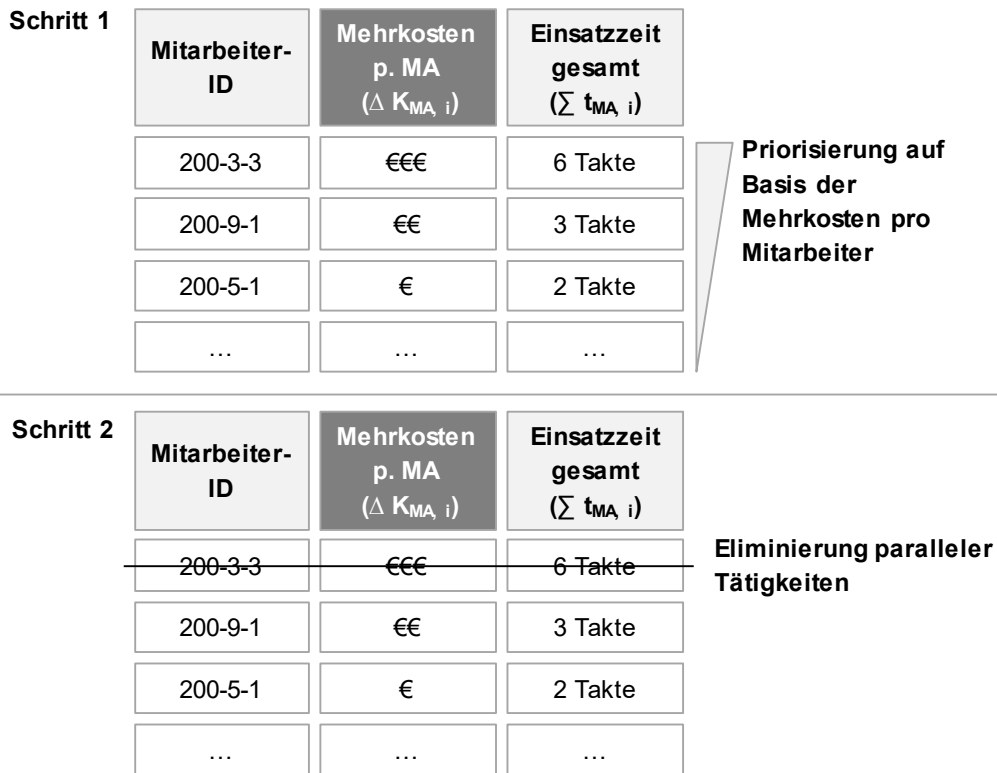 Schritt 1
Mitarbeiter-
ID
Mehrkosten
p. MA
(∆ K_MA, i)
Einsatzzeit
gesamt
(∑ t_MA, i)
200-3-3
€€€
6 Takte
200-9-1
€€
3 Takte
200-5-1
€
2 Takte
…
…
…
Priorisierung auf
Basis der
Mehrkosten pro
Mitarbeiter
Schritt 2
Mitarbeiter-
ID
Mehrkosten
p. MA
(∆ K_MA, i)
Einsatzzeit
gesamt
(∑ t_MA, i)
200-3-3
€€€
6 Takte
200-9-1
€€
3 Takte
200-5-1
€
2 Takte
…
…
…
Eliminierung paralleler
Tätigkeiten